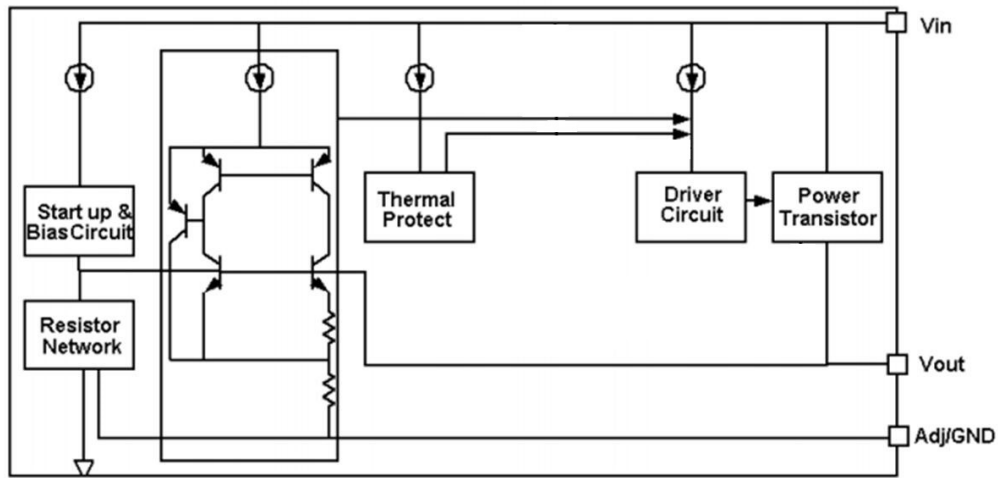 Vin
Start up &
BiasCircuit
Thermal
Protect
Driver
Circuit
Power
Transistor
Resistor
Network
Vout
Adj/GND